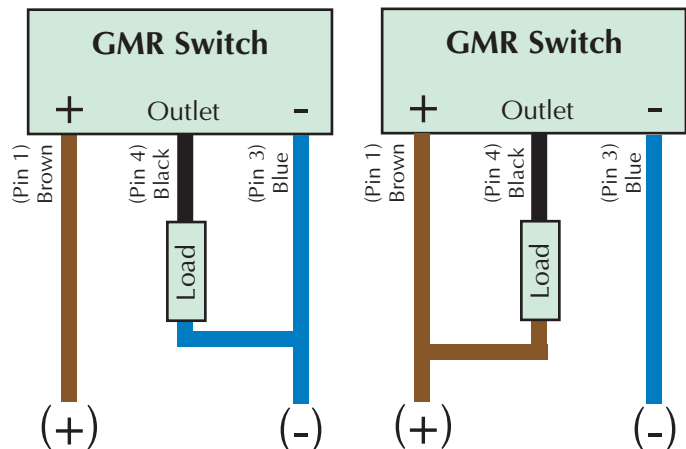 GMR Switch
+ Outlet -
(Pin 1)
Brown
(Pin 4)
Black
(Pin 3)
Blue
Load
(+)
(-)
GMR Switch
+ Outlet -
(Pin 1)
Brown
(Pin 4)
Black
(Pin 3)
Blue
Load
(+)
(-)